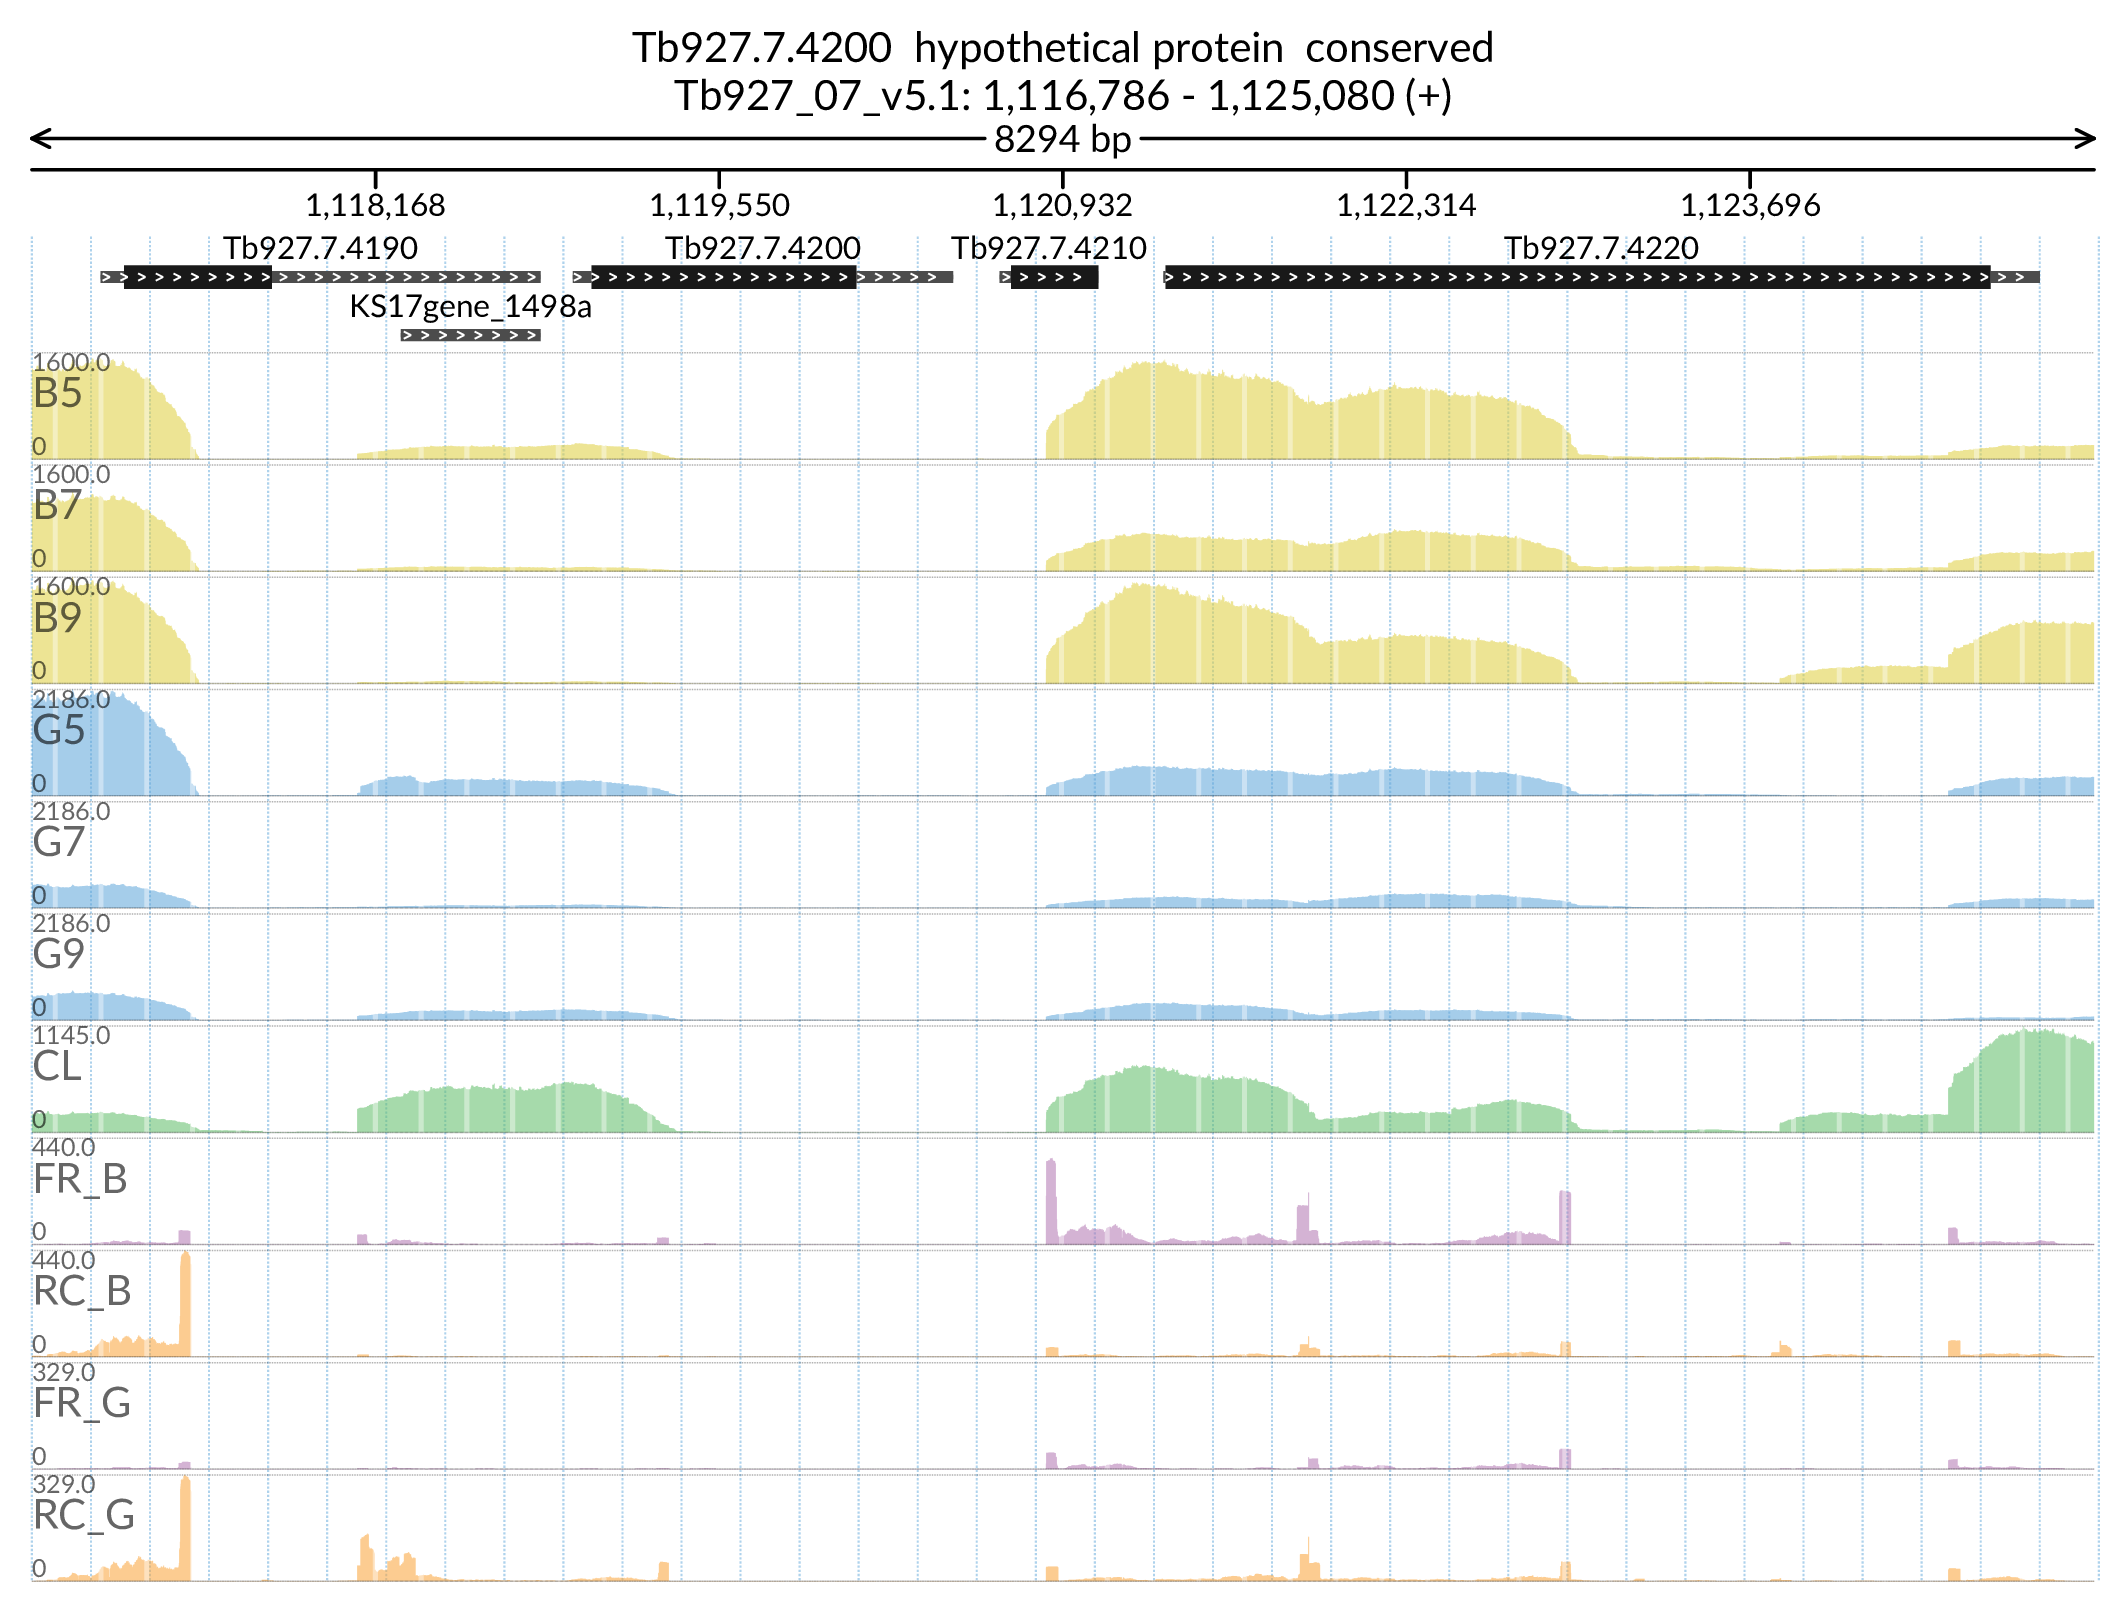 Tb927.7.4200 hypothetical protein conserved
Tb927_07_v5.1: 1,116,786 - 1,125,080 (+)
8294 bp
1,118,168 1,119,550 1,120,932 1,122,314 1,123,696
Tb927.7.4190 Tb927.7.4200 Tb927.7.4210 Tb927.7.4220
KS17gene_1498a
1600.0
B5
0
1600.0
B7
0
1600.0
B9
0
2186.0
G5
0
2186.0
G7
0
2186.0
G9
0
1145.0
CL
0
440.0
FR_B
0
440.0
RC_B
0
329.0
FR_G
0
329.0
RC_G
0